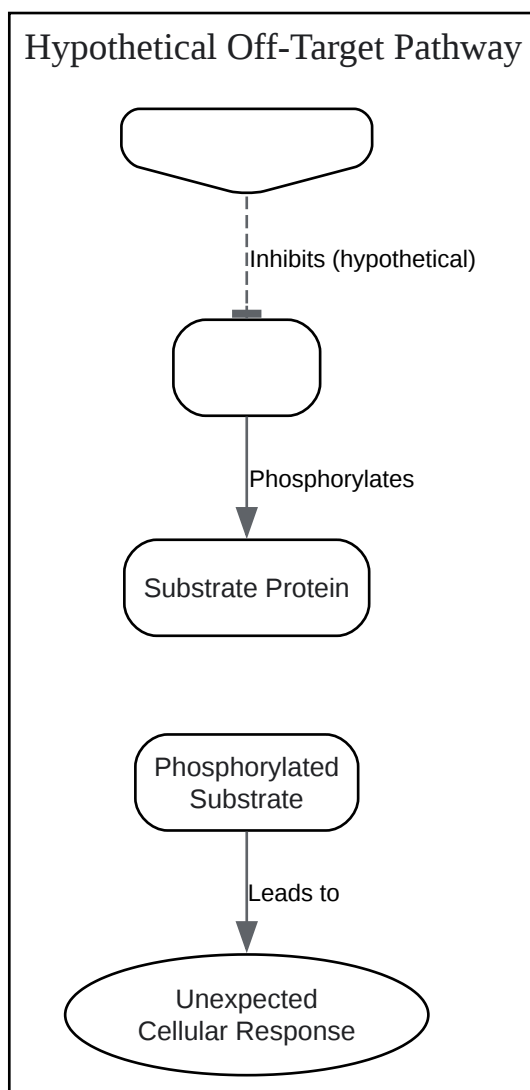 Hypothetical Off-Target Pathway
Inhibits (hypothetical)
Phosphorylates
Substrate Protein
Phosphorylated
Substrate
Leads to
Unexpected
Cellular Response